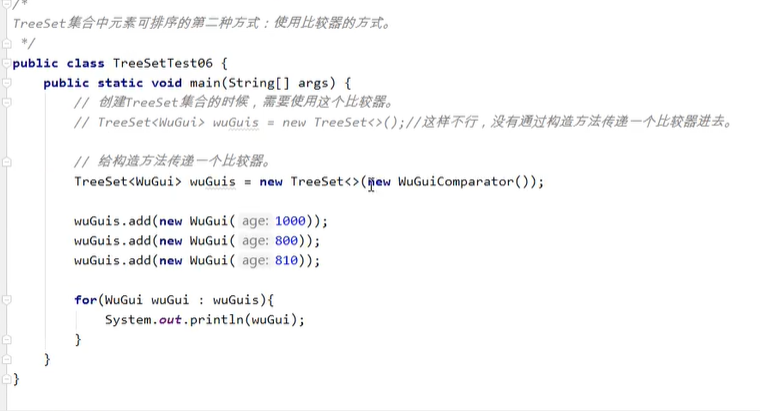 /*
TreeSet集合中元素可排序的第二种方式：使用比较器的方式。
 */
public class TreeSetTest06 {
    public static void main(String[] args) {
        // 创建TreeSet集合的时候，需要使用这个比较器。
        // TreeSet<WuGui> wuGuis = new TreeSet<>();//这样不行，没有通过构造方法传递一个比较器进去。

        // 给构造方法传递一个比较器。
        TreeSet<WuGui> wuGuis = new TreeSet<>(new WuGuiComparator());

        wuGuis.add(new WuGui( age: 1000));
        wuGuis.add(new WuGui( age: 800));
        wuGuis.add(new WuGui( age: 810));

        for(WuGui wuGui : wuGuis){
            System.out.println(wuGui);
        }
    }
}